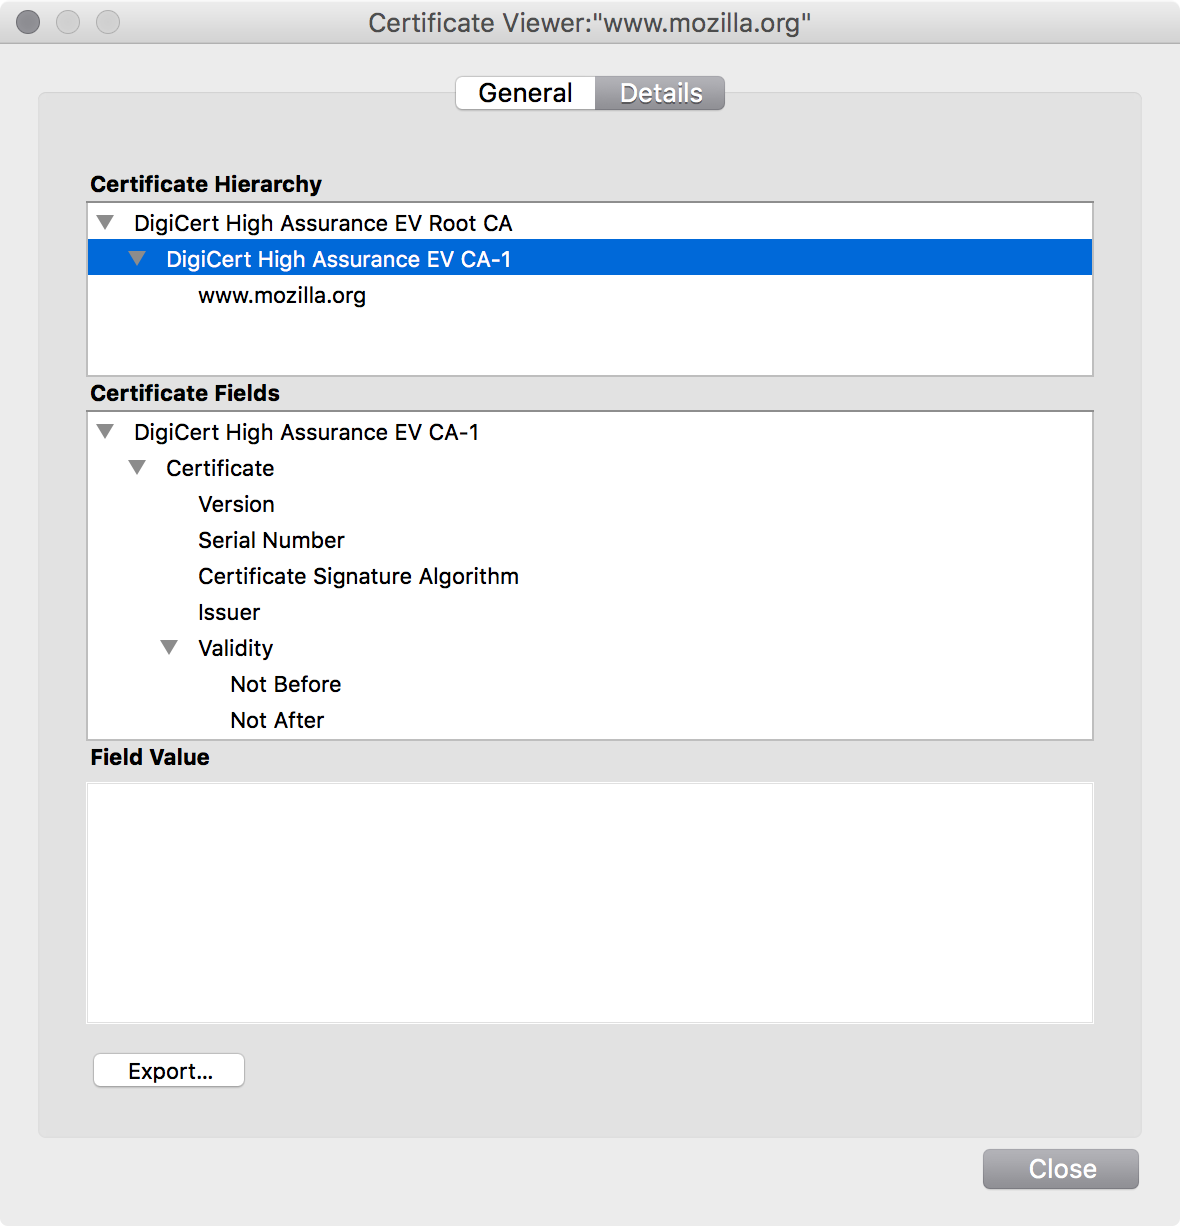 Certificate Viewer:"www.mozilla.org"
General Details
Certificate Hierarchy
DigiCert High Assurance EV Root CA
DigiCert High Assurance EV CA-1
www.mozilla.org
Certificate Fields
DigiCert High Assurance EV CA-1
Certificate
Version
Serial Number
Certificate Signature Algorithm
Issuer
Validity
Not Before
Not After
Field Value
Export...
Close